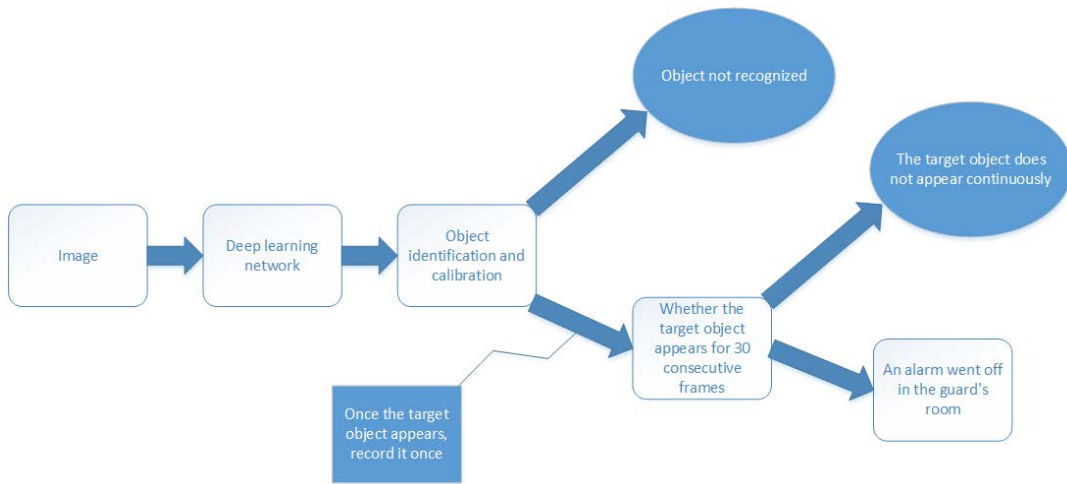 Object not recognized
The target object does
not appear continuously
Image
Deep learning
network
Object
identification and
calibration
Whether the
target object
appears for 30
consecutive
frames
An alarm went off
in the guard's
room
Once the target
object appears,
record it once